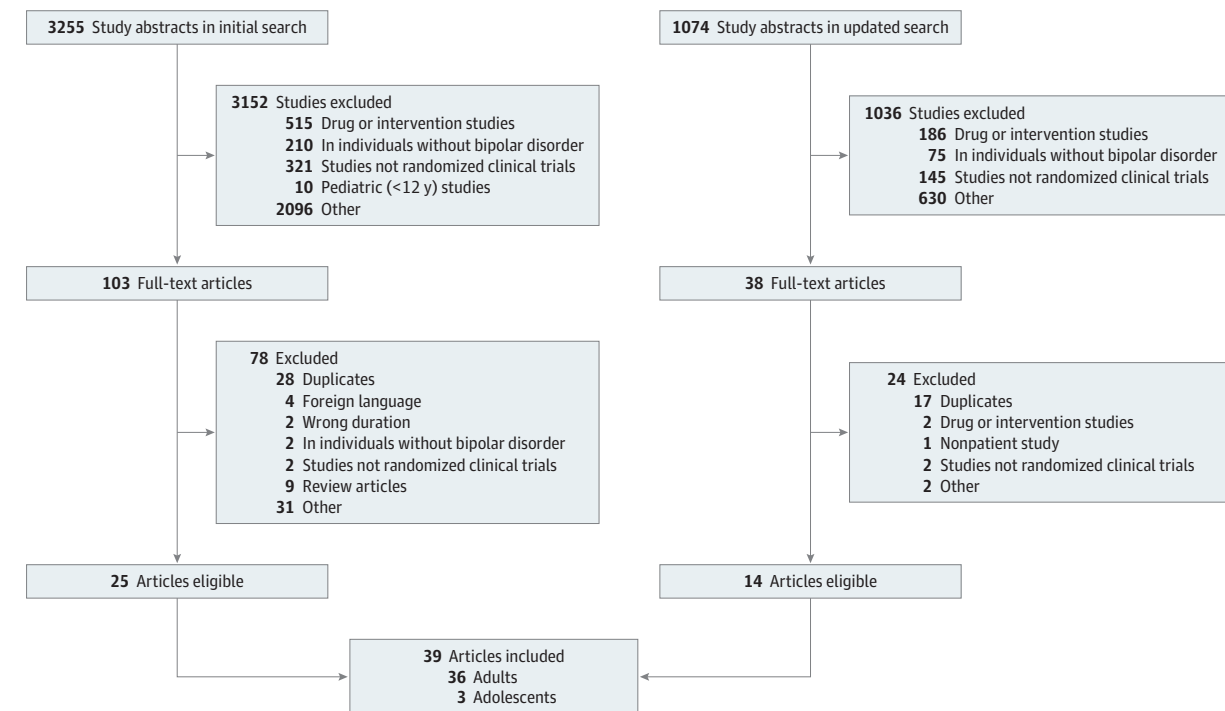 3255 Study abstracts in initial search
3152 Studies excluded
515 Drug or intervention studies
210 In individuals without bipolar disorder
321 Studies not randomized clinical trials
10 Pediatric (<12 y) studies
2096 Other
103 Full-text articles
78 Excluded
28 Duplicates
4 Foreign language
2 Wrong duration
2 In individuals without bipolar disorder
2 Studies not randomized clinical trials
9 Review articles
31 Other
25 Articles eligible
1074 Study abstracts in updated search
1036 Studies excluded
186 Drug or intervention studies
75 In individuals without bipolar disorder
145 Studies not randomized clinical trials
630 Other
38 Full-text articles
24 Excluded
17 Duplicates
2 Drug or intervention studies
1 Nonpatient study
2 Studies not randomized clinical trials
2 Other
14 Articles eligible
39 Articles included
36 Adults
3 Adolescents